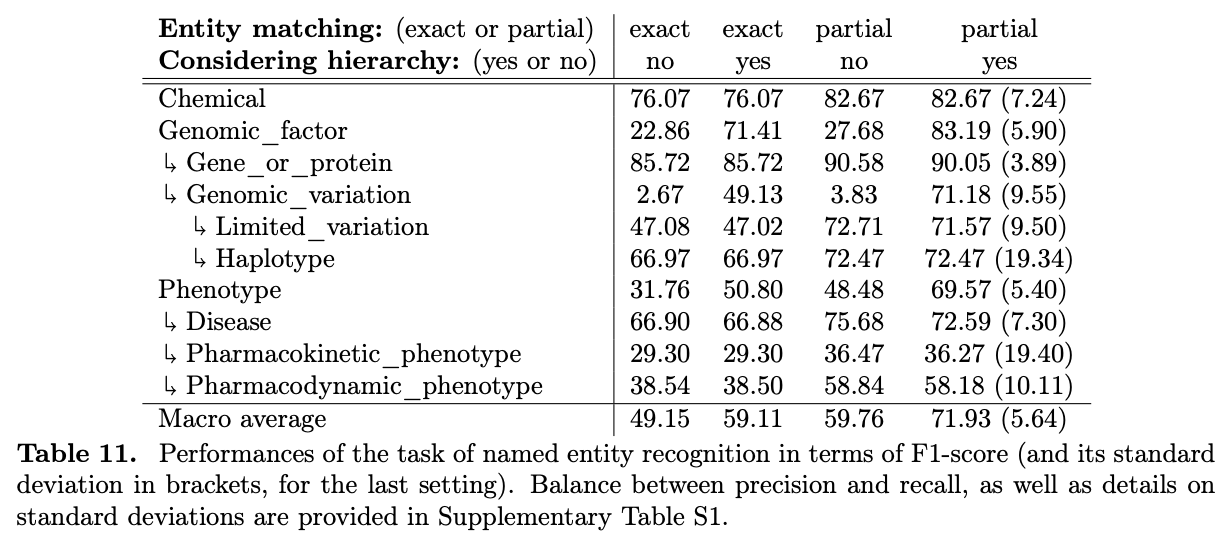 Entity matching: (exact or partial) exact exact partial partial
Considering hierarchy: (yes or no) no yes no yes
Chemical 76.07 76.07 82.67 82.67 (7.24)
Genomic_factor 22.86 71.41 27.68 83.19 (5.90)
↳ Gene_or_protein 85.72 85.72 90.58 90.05 (3.89)
↳ Genomic_variation 2.67 49.13 3.83 71.18 (9.55)
↳ Limited_variation 47.08 47.02 72.71 71.57 (9.50)
↳ Haplotype 66.97 66.97 72.47 72.47 (19.34)
Phenotype 31.76 50.80 48.48 69.57 (5.40)
↳ Disease 66.90 66.88 75.68 72.59 (7.30)
↳ Pharmacokinetic_phenotype 29.30 29.30 36.47 36.27 (19.40)
↳ Pharmacodynamic_phenotype 38.54 38.50 58.84 58.18 (10.11)
Macro average 49.15 59.11 59.76 71.93 (5.64)
Table 11. Performances of the task of named entity recognition in terms of F1-score (and its standard
deviation in brackets, for the last setting). Balance between precision and recall, as well as details on
standard deviations are provided in Supplementary Table S1.